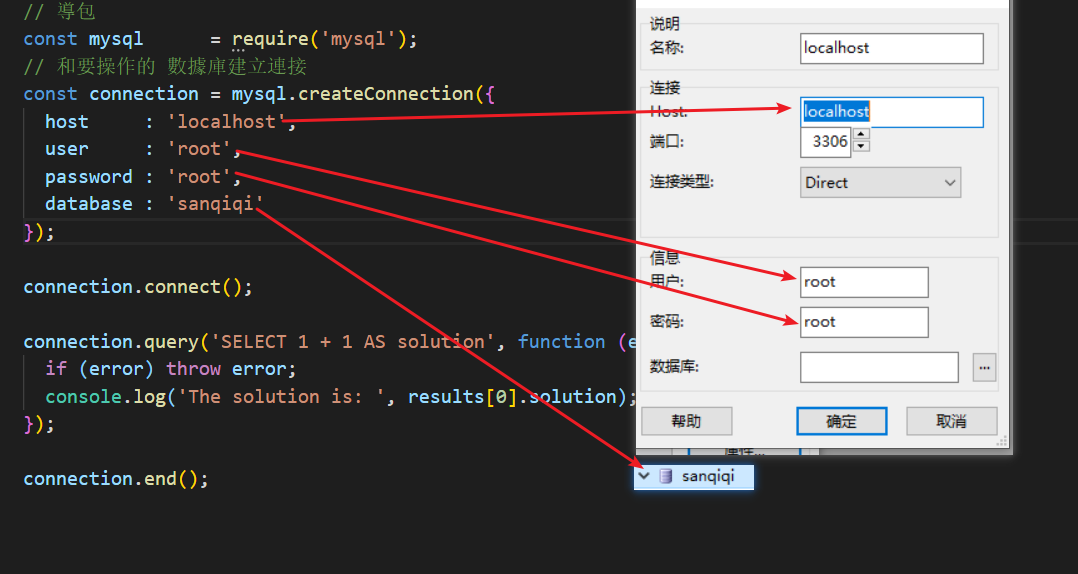 // 導包
const mysql      = require('mysql');
// 和要操作的 數據庫建立連接
const connection = mysql.createConnection({
  host     : 'localhost',
  user     : 'root',
  password : 'root',
  database : 'sanqiqi'
});
connection.connect();
connection.query('SELECT 1 + 1 AS solution', function (e
  if (error) throw error;
  console.log('The solution is: ', results[0].solution);
});
connection.end();
说明
名称: localhost
连接
Host: localhost
端口: 3306
连接类型: Direct
信息
用户: root
密码: root
数据库: ...
帮助 确定 取消
属性...
sanqiqi